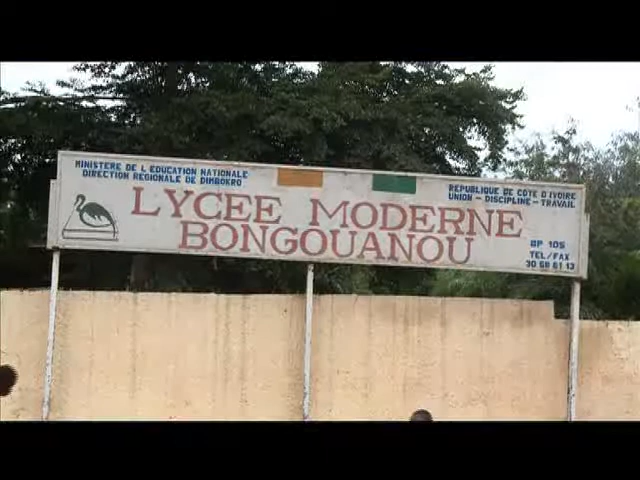 MINISTERE DE L'EDUCATION NATIONALE
DIRECTION REGIONALE DE DIMBOKRO
REPUBLIQUE DE COTE D'IVOIRE
UNION - DISCIPLINE - TRAVAIL
LYCEE MODERNE
BONGOUANOU
BP 105
TEL/FAX
30 68 61 13